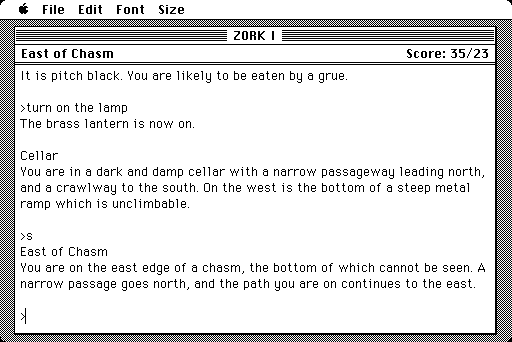 File Edit Font Size
ZORK I
East of Chasm Score: 35/23
It is pitch black. You are likely to be eaten by a grue.
>turn on the lamp
The brass lantern is now on.
Cellar
You are in a dark and damp cellar with a narrow passageway leading north,
and a crawlway to the south. On the west is the bottom of a steep metal
ramp which is unclimbable.
>s
East of Chasm
You are on the east edge of a chasm, the bottom of which cannot be seen. A
narrow passage goes north, and the path you are on continues to the east.
>